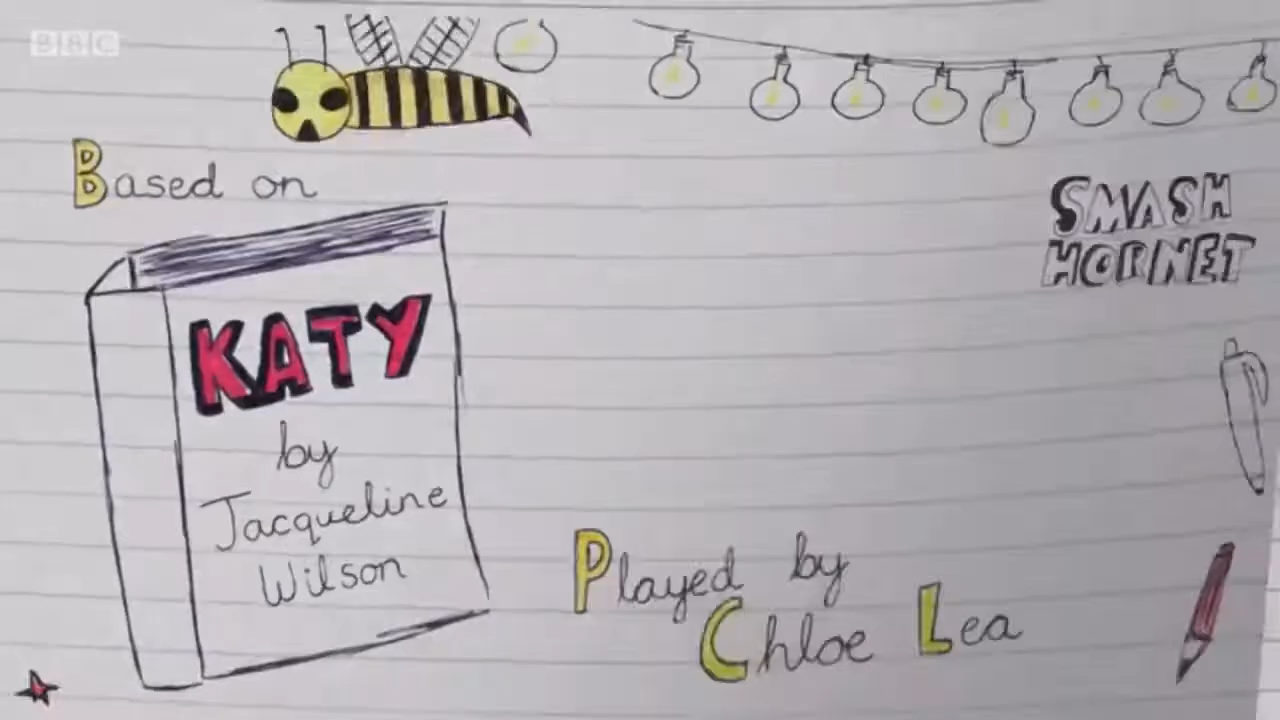 BBC
Based on
SMASH
HORNET
KATY
by
Jacqueline
Wilson
Played by
Chloe Lea